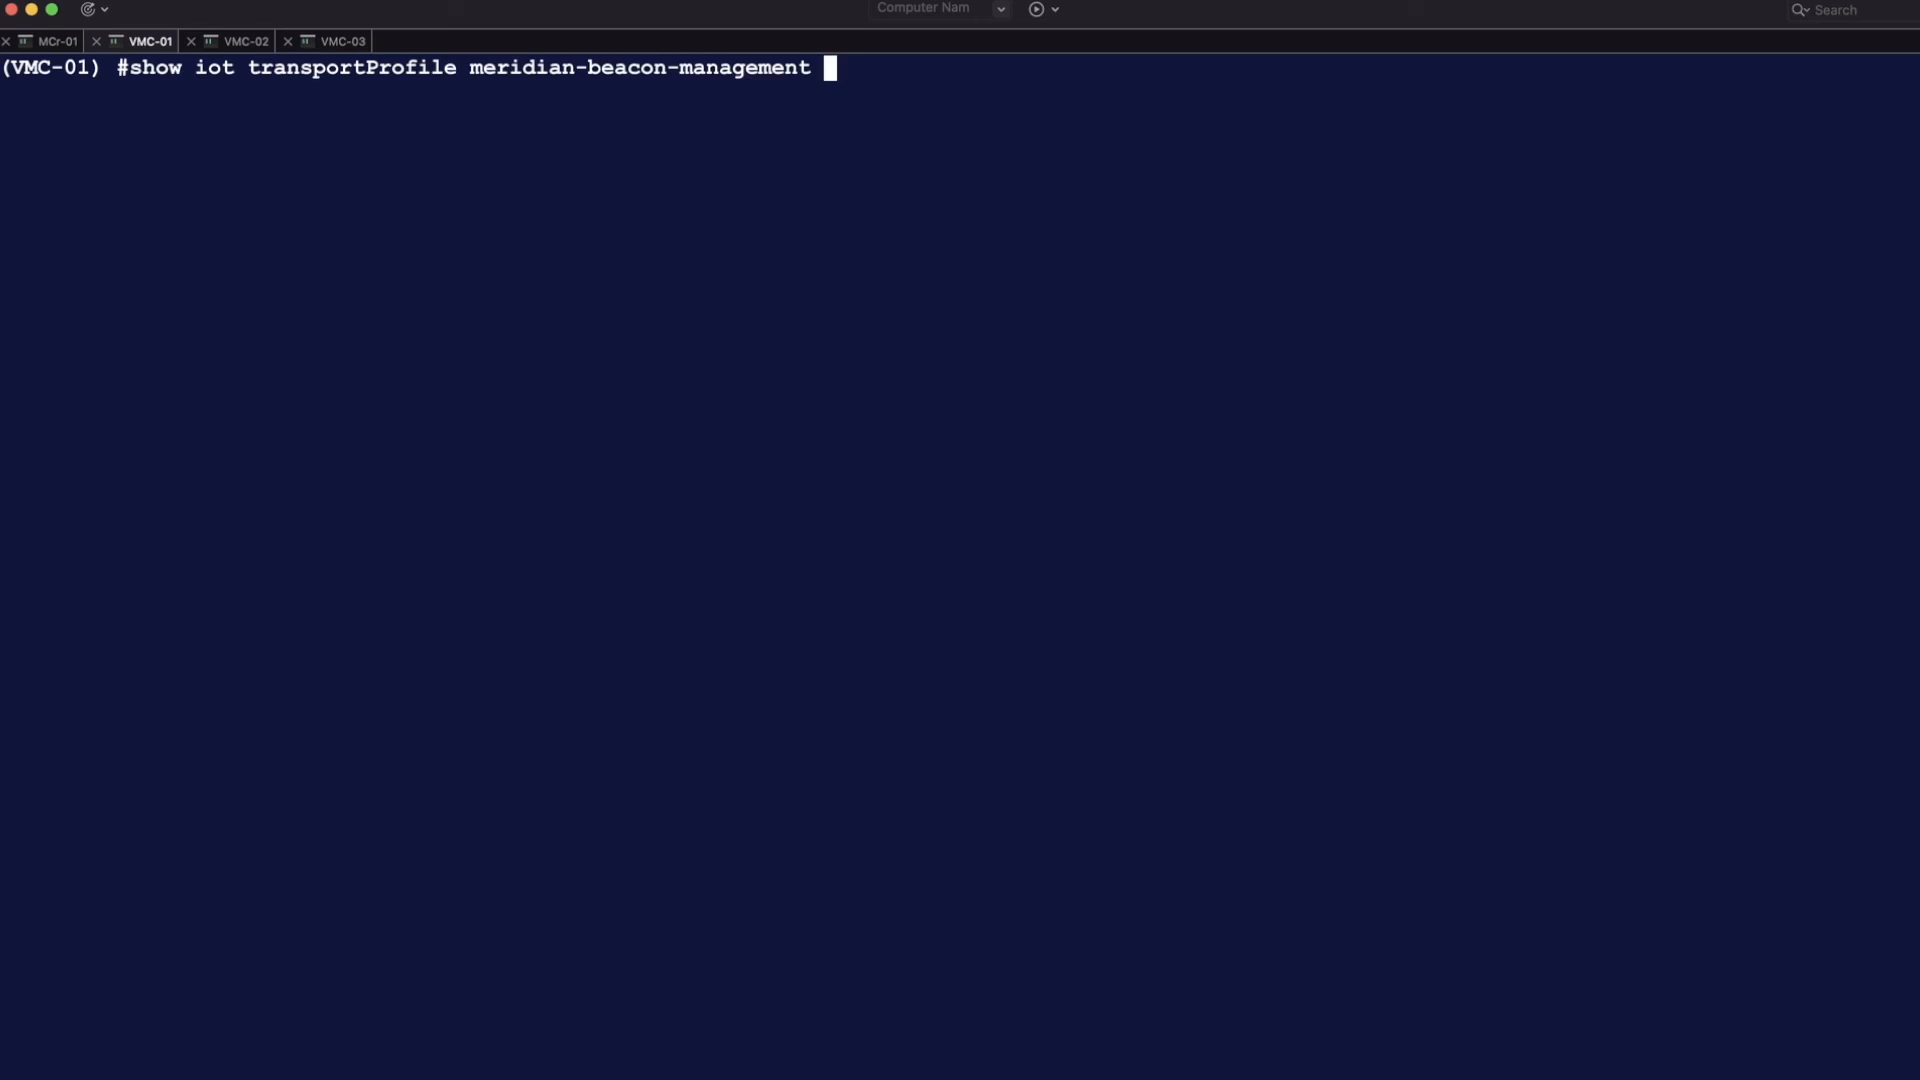 Computer Nam
Search
MCr-01
VMC-01
VMC-02
VMC-03
(VMC-01) #show iot transportProfile meridian-beacon-management